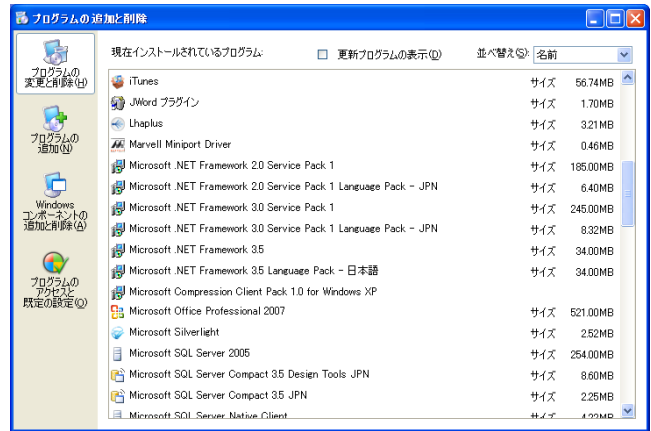 プログラムの追加と削除
現在インストールされているプログラム:
更新プログラムの表示(D)
並べ替え(S):
名前
プログラムの
変更と削除(H)
プログラムの
追加(N)
Windows
コンポーネントの
追加と削除(A)
プログラムの
アクセスと
既定の設定(O)
iTunes サイズ 56.74MB
JWord プラグイン サイズ 1.70MB
Lhaplus サイズ 3.21MB
Marvell Miniport Driver サイズ 0.46MB
Microsoft .NET Framework 2.0 Service Pack 1 サイズ 185.00MB
Microsoft .NET Framework 2.0 Service Pack 1 Language Pack - JPN サイズ 6.40MB
Microsoft .NET Framework 3.0 Service Pack 1 サイズ 245.00MB
Microsoft .NET Framework 3.0 Service Pack 1 Language Pack - JPN サイズ 8.32MB
Microsoft .NET Framework 3.5 サイズ 34.00MB
Microsoft .NET Framework 3.5 Language Pack - 日本語 サイズ 34.00MB
Microsoft Compression Client Pack 1.0 for Windows XP
Microsoft Office Professional 2007 サイズ 521.00MB
Microsoft Silverlight サイズ 2.52MB
Microsoft SQL Server 2005 サイズ 254.00MB
Microsoft SQL Server Compact 3.5 Design Tools JPN サイズ 8.60MB
Microsoft SQL Server Compact 3.5 JPN サイズ 2.25MB
Microsoft SQL Server Native Client サイズ 4.22MB